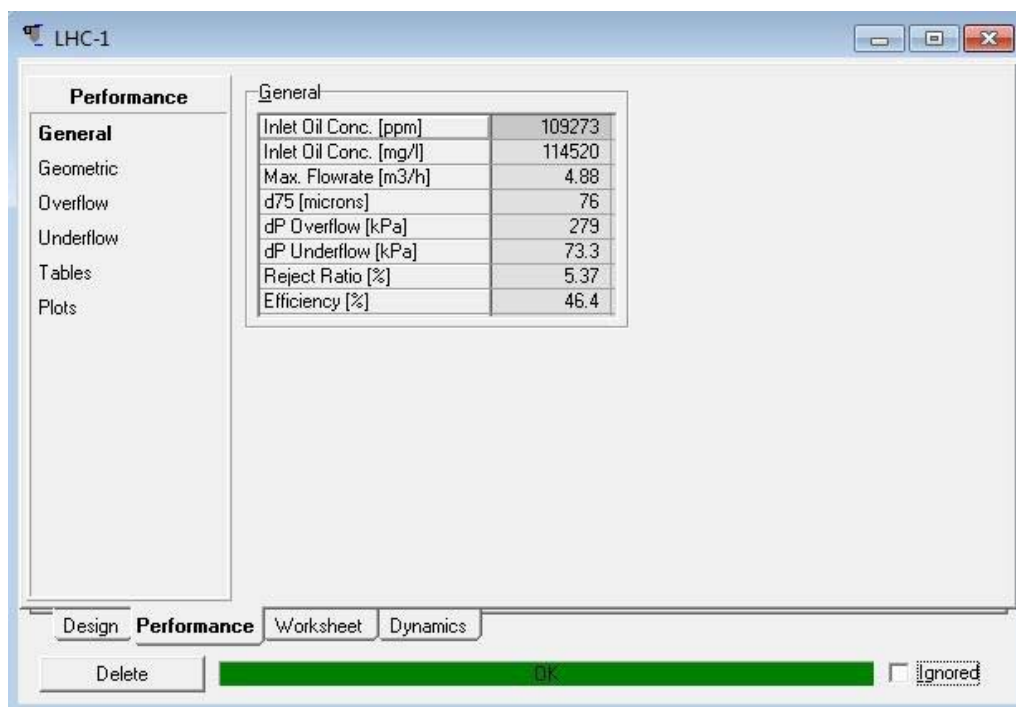 LHC-1
Performance
General
Geometric
Overflow
Underflow
Tables
Plots
General
Inlet Oil Conc. [ppm] 109273
Inlet Oil Conc. [mg/l] 114520
Max. Flowrate [m3/h] 4.88
d75 [microns] 76
dP Overflow [kPa] 279
dP Underflow [kPa] 73.3
Reject Ratio [%] 5.37
Efficiency [%] 46.4
Design Performance Worksheet Dynamics
Delete OK Ignored